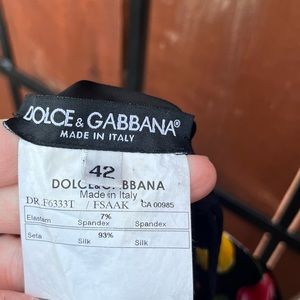 DOLCE & GABBANA®
MADE IN ITALY
42
DOLCE&GABBANA
Made in Italy
DR F6333T / FSAAK CA 00985
7%
Elastam Spandex Spandex
93%
Seta Silk Silk